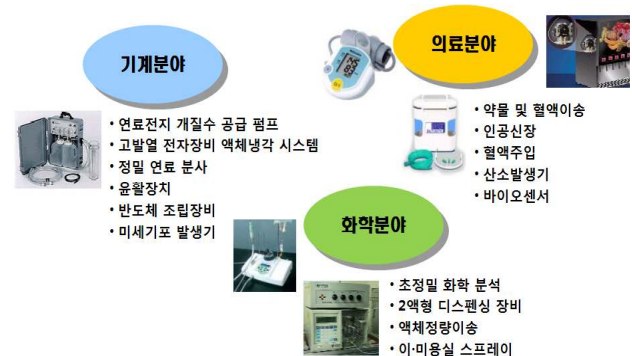 기계분야
• 연료전지 개질수 공급 펌프
• 고발열 전자장비 액체냉각 시스템
• 정밀 연료 분사
• 윤활장치
• 반도체 조립장비
• 미세기포 발생기
의료분야
• 약물 및 혈액이송
• 인공신장
• 혈액주입
• 산소발생기
• 바이오센서
화학분야
• 초정밀 화학 분석
• 2액형 디스펜싱 장비
• 액체정량이송
• 이·미용실 스프레이